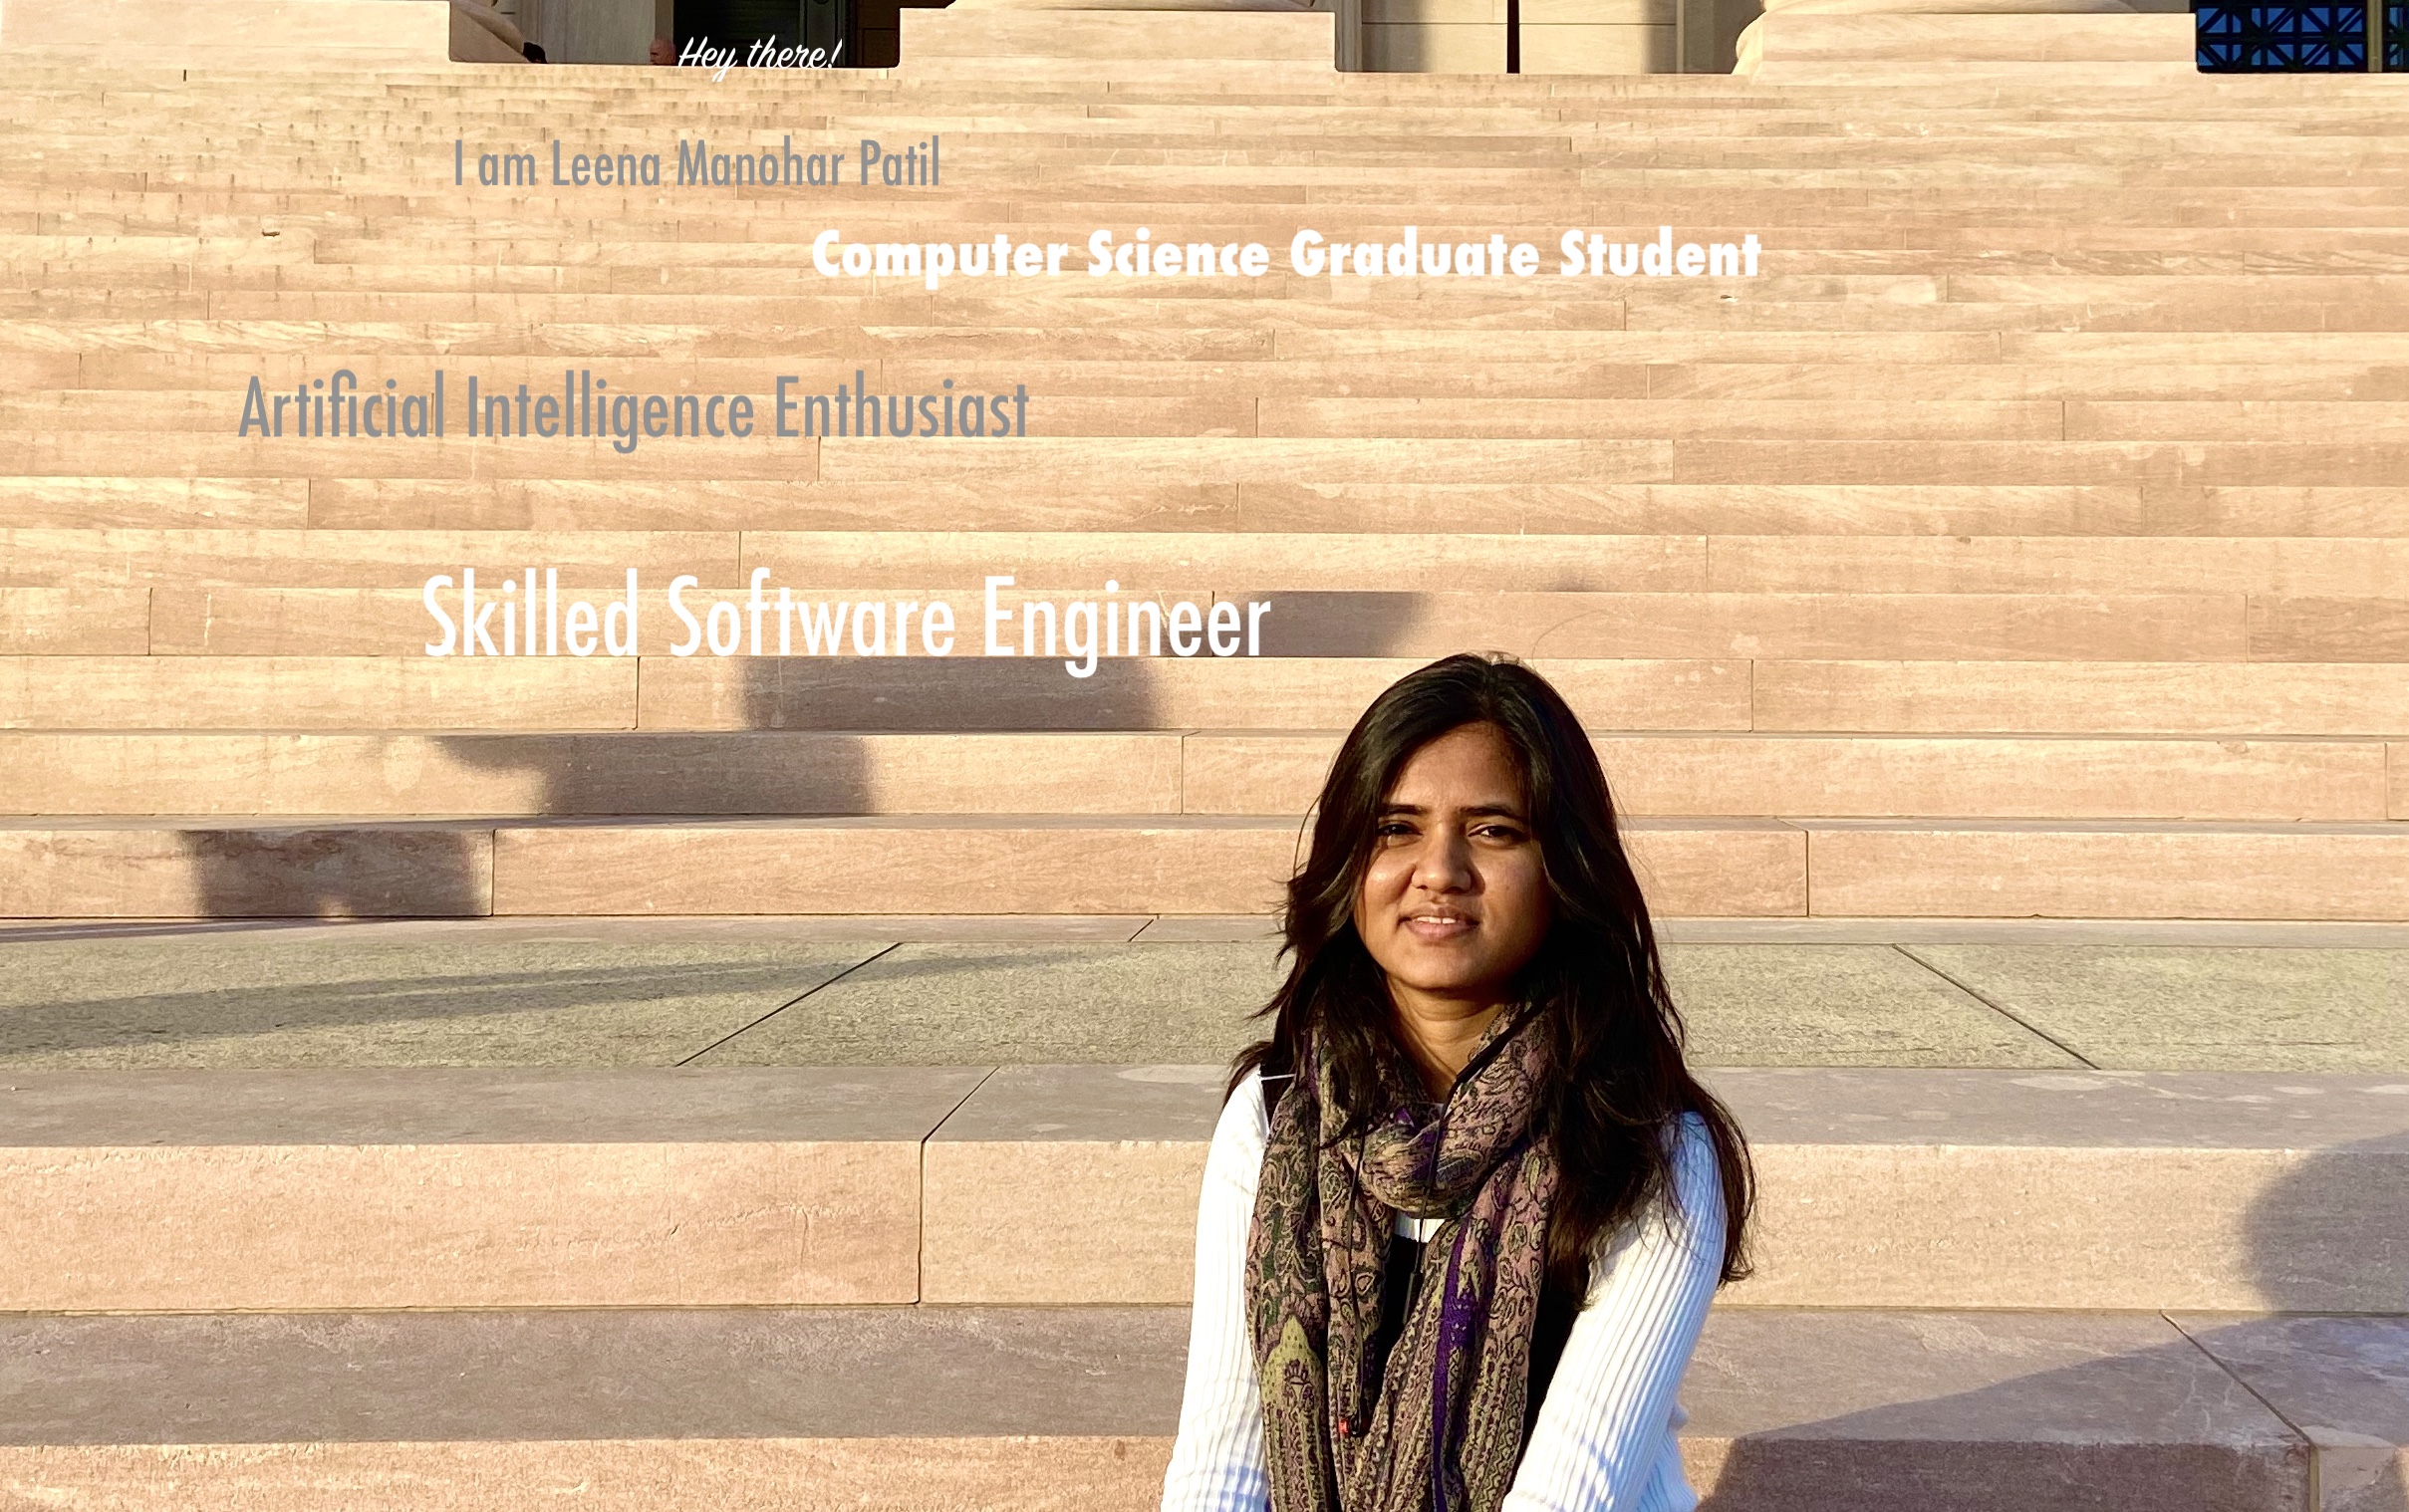 Hey there!
I am Leena Manohar Patil
Computer Science Graduate Student
Artificial Intelligence Enthusiast
Skilled Software Engineer